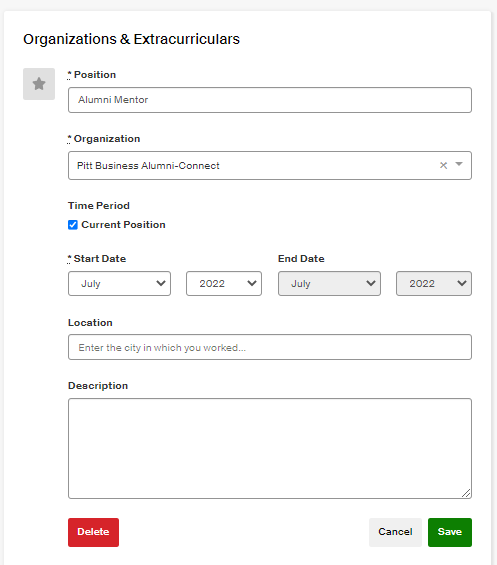 Organizations & Extracurriculars
* Position
Alumni Mentor
* Organization
Pitt Business Alumni-Connect
Time Period
Current Position
* Start Date End Date
July 2022 July 2022
Location
Enter the city in which you worked...
Description
Delete Cancel Save